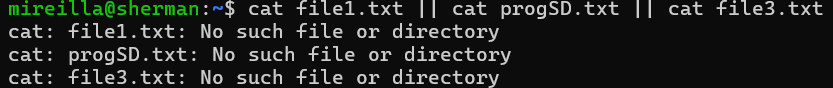 mireilla@sherman:~$ cat file1.txt || cat progSD.txt || cat file3.txt
cat: file1.txt: No such file or directory
cat: progSD.txt: No such file or directory
cat: file3.txt: No such file or directory